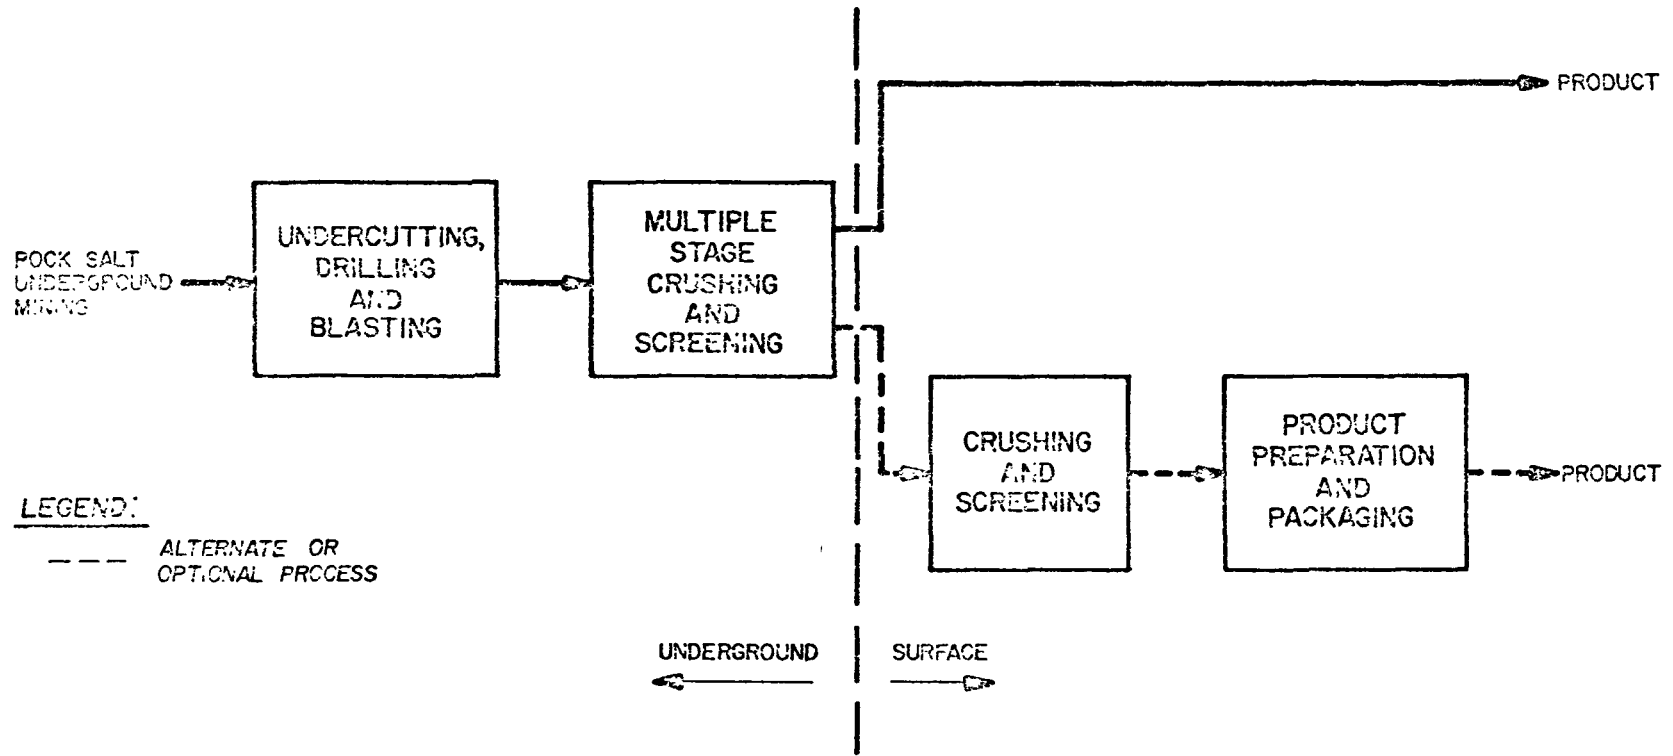 PRODUCT
ROCK SALT
UNDERGROUND
MINING
UNDERCUTTING,
DRILLING
AND
BLASTING
MULTIPLE
STAGE
CRUSHING
AND
SCREENING
CRUSHING
AND
SCREENING
PRODUCT
PREPARATION
AND
PACKAGING
PRODUCT
LEGEND:
ALTERNATE OR
OPTIONAL PROCESS
UNDERGROUND
SURFACE